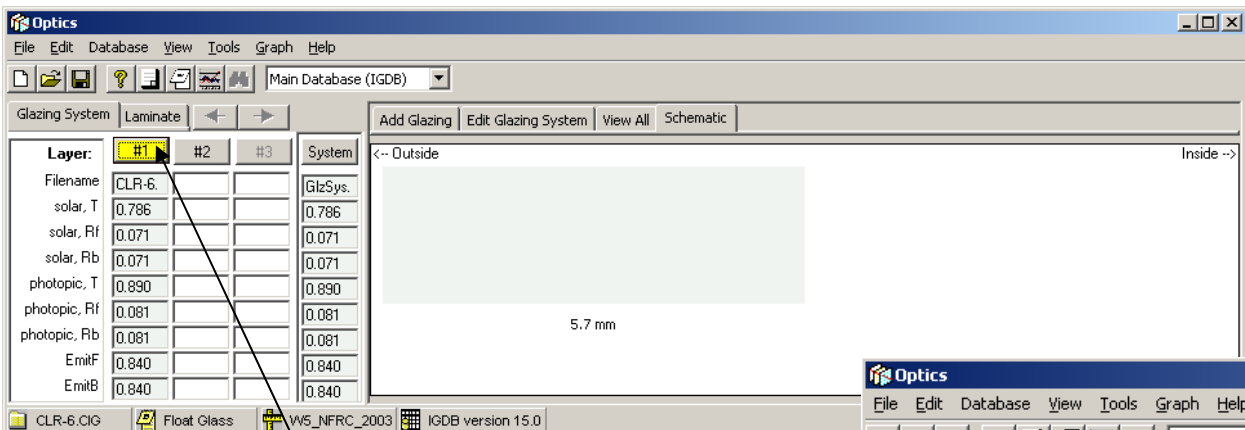 Optics
File Edit Database View Tools Graph Help
Main Database (IGDB)
Glazing System Laminate
Add Glazing Edit Glazing System View All Schematic
Layer: #1 #2 #3 System
<-- Outside Inside -->
Filename CLR-6. GlzSys.
solar, T 0.786 0.786
solar, Rf 0.071 0.071
solar, Rb 0.071 0.071
photopic, T 0.890 0.890
photopic, Rf 0.081 0.081
photopic, Rb 0.081 0.081
EmitF 0.840 0.840
EmitB 0.840 0.840
5.7 mm
CLR-6.CIG Float Glass W5_NFRC_2003 IGDB version 15.0
Optics
File Edit Database View Tools Graph Help